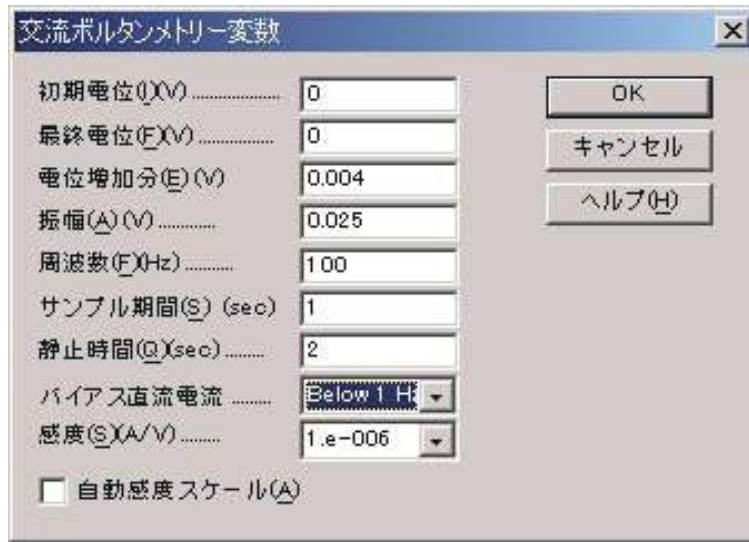 交流ボルタンメトリー変数
初期電位(I)(V) .................. 0
最終電位(F)(V) ............... 0
電位増加分(E) (V) 0.004
振幅(A) (V) ............ 0.025
周波数(F)(Hz) .......... 100
サンプル期間(S) (sec) 1
静止時間(Q)(sec) ........ 2
バイアス直流電流 ........ Below 1 Hz
感度(S)(A/V) ........ 1.e-006
自動感度スケール(A)
OK
キャンセル
ヘルプ(H)